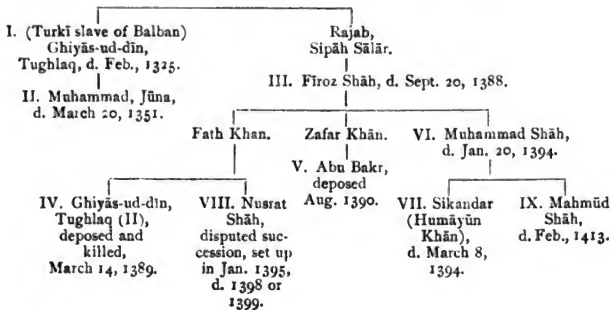 I. (Turkī slave of Balban)
Ghiyās-ud-dīn,
Tughlaq, d. Feb., 1325.
Rajab,
Sipāh Sālār.
II. Muhammad, Jūna,
d. March 20, 1351.
III. Fīroz Shāh, d. Sept. 20, 1388.
Fath Khan.
Zafar Khān.
VI. Muhammad Shāh,
d. Jan. 20, 1394.
V. Abu Bakr,
deposed
Aug. 1390.
IV. Ghiyās-ud-dīn,
Tughlaq (II),
deposed and
killed,
March 14, 1389.
VIII. Nusrat
Shāh,
disputed suc-
cession, set up
in Jan. 1395,
d. 1398 or
1399.
VII. Sikandar
(Humāyūn
Khān),
d. March 8,
1394.
IX. Mahmūd
Shāh,
d. Feb., 1413.